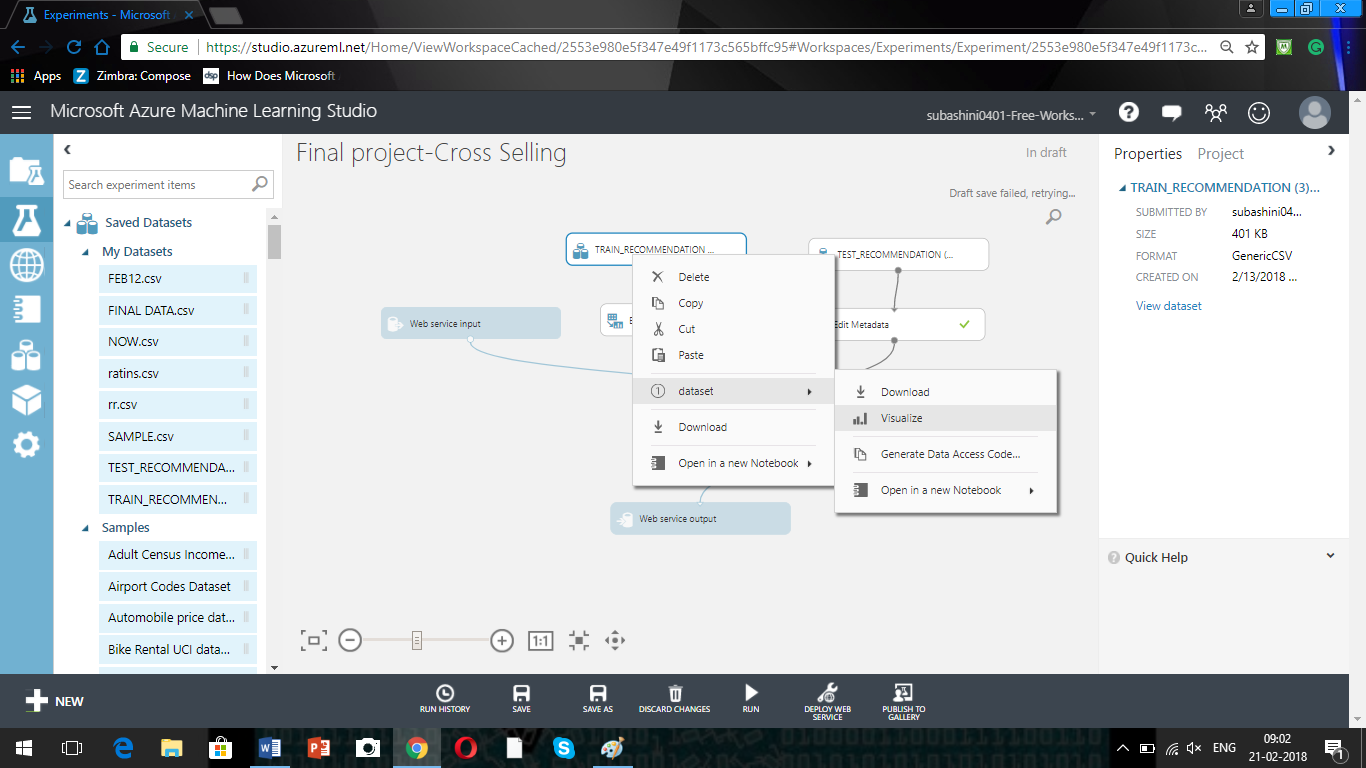 Experiments - Microsoft
Secure
https://studio.azureml.net/Home/ViewWorkspaceCached/2553e980e5f347e49f1173c565bffc95#Workspaces/Experiments/Experiment/2553e980e5f347e49f1173c...
Apps
Zimbra: Compose
dsp
How Does Microsoft
Microsoft Azure Machine Learning Studio
subashini0401-Free-Works...
Search experiment items
Saved Datasets
My Datasets
FEB12.csv
FINAL DATA.csv
NOW.csv
ratins.csv
rr.csv
SAMPLE.csv
TEST_RECOMMENDA...
TRAIN_RECOMMEN...
Samples
Adult Census Income...
Airport Codes Dataset
Automobile price dat...
Bike Rental UCI data...
Final project-Cross Selling
In draft
Draft save failed, retrying...
TRAIN_RECOMMENDATION ...
TEST_RECOMMENDATION (...
Web service input
Edit Metadata
Delete
Copy
Cut
Paste
1 dataset
Download
Open in a new Notebook
Download
Visualize
Generate Data Access Code...
Open in a new Notebook
Web service output
1:1
Properties
Project
TRAIN_RECOMMENDATION (3)...
SUBMITTED BY subashini04...
SIZE 401 KB
FORMAT GenericCSV
CREATED ON 2/13/2018 ...
View dataset
Quick Help
NEW
RUN HISTORY
SAVE
SAVE AS
DISCARD CHANGES
RUN
DEPLOY WEB
SERVICE
PUBLISH TO
GALLERY
ENG
09:02
21-02-2018
1